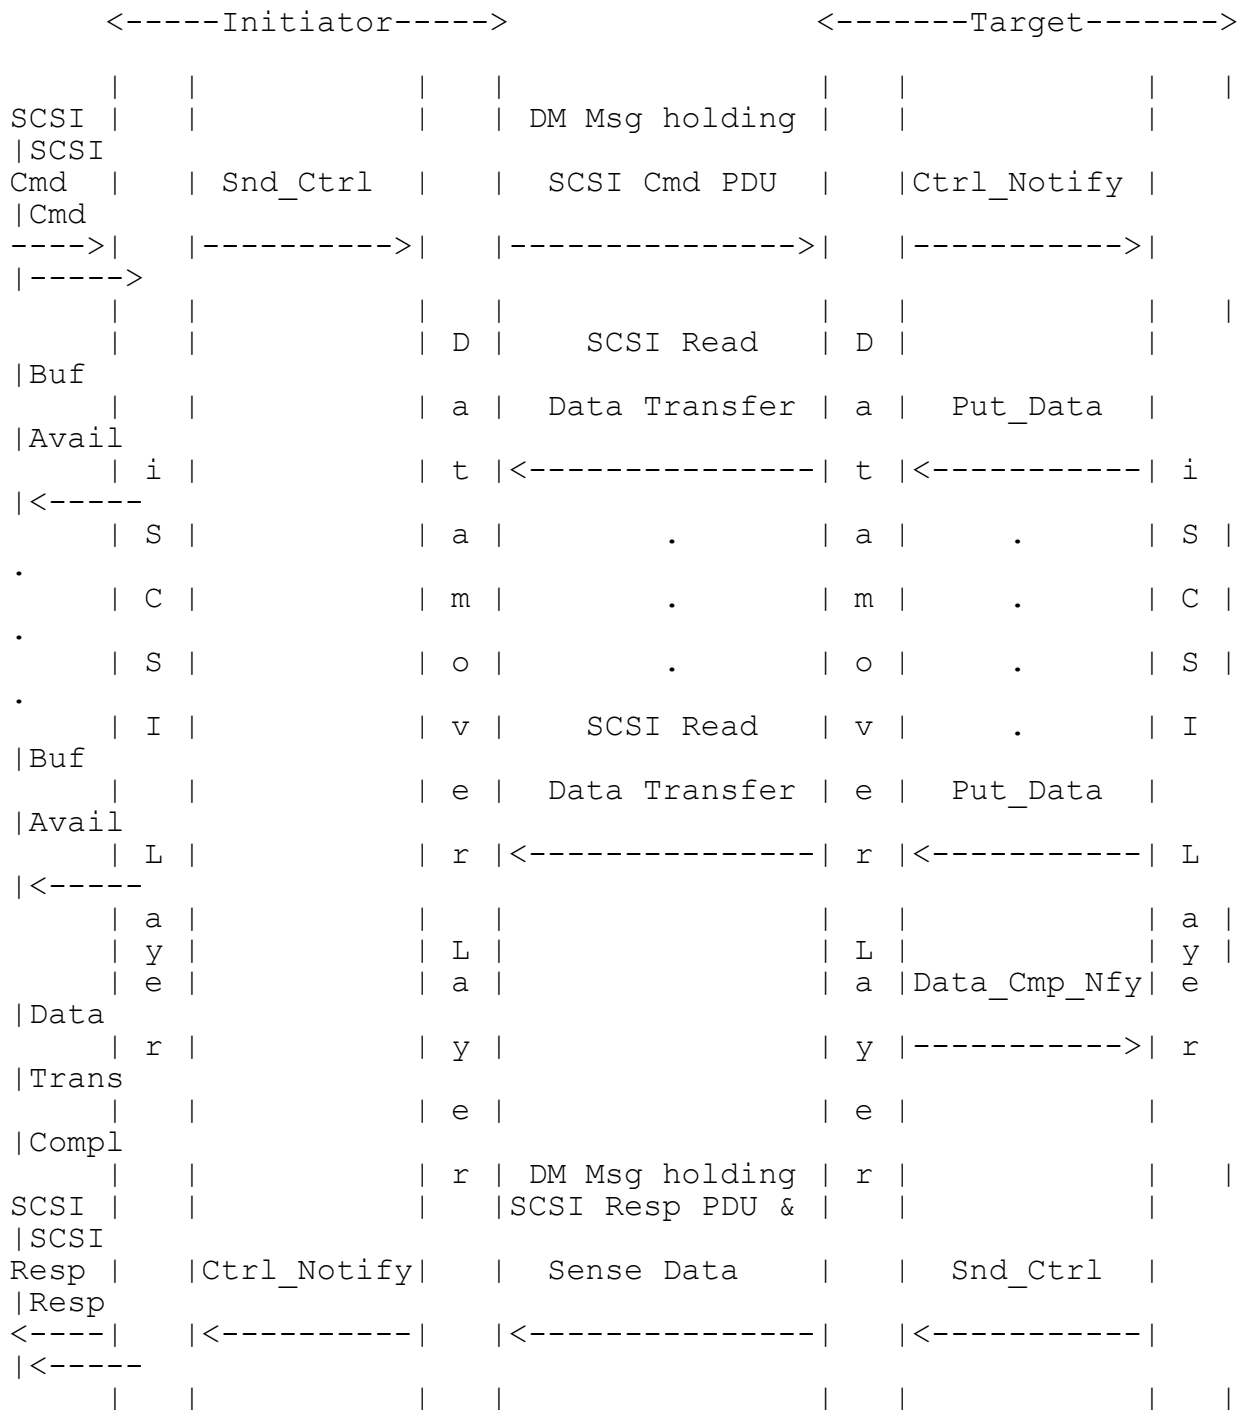 <-----Initiator----->                   <-------Target------->

      |    |             |    |                   |    |              |    |
SCSI  |    |             |    | DM Msg holding |    |              |
|SCSI
Cmd   |    | Snd_Ctrl  |    |  SCSI Cmd PDU  |    |Ctrl_Notify |
|Cmd
---->|    |---------->|    |--------------->|    |----------->|
|----->
      |    |           |    |                |    |            |    |
      |    |           | D |    SCSI Read   | D |            |
|Buf
      |    |           | a |  Data Transfer | a |  Put_Data  |
|Avail
      | i |           | t |<---------------| t |<-----------| i
|<-----
      | S |           | a |         .      | a |      .     | S |
.
      | C |           | m |         .      | m |      .     | C |
.
      | S |           | o |         .      | o |      .     | S |
.
      | I |           | v |    SCSI Read   | v |      .     | I
|Buf
      |    |           | e |  Data Transfer | e |  Put_Data  |
|Avail
      | L |           | r |<---------------| r |<-----------| L
|<-----
      | a |           |    |                |    |            | a |
      | y |           | L |                | L |            | y |
      | e |           | a |                | a |Data_Cmp_Nfy| e
|Data
      | r |           | y |                | y |----------->| r
|Trans
      |    |           | e |                | e |            |
|Compl
      |    |           | r | DM Msg holding | r |            |    |
SCSI  |    |           |    |SCSI Resp PDU & |    |            |
|SCSI
Resp  |    |Ctrl_Notify|    |  Sense Data    |    |  Snd_Ctrl  |
|Resp
<----|    |<----------|    |<---------------|    |<-----------|
|<-----
      |    |           |    |                |    |            |    |